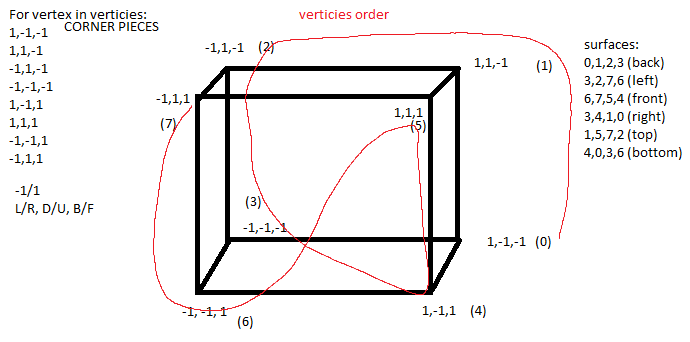 For vertex in verticies:
CORNER PIECES
1,-1,-1
1,1,-1
-1,1,-1
-1,-1,-1
1,-1,1
1,1,1
-1,-1,1
-1,1,1
-1/1
L/R, D/U, B/F
verticies order
-1,1,-1 (2)
1,1,-1 (1)
-1,1,1
(7)
1,1,1
(5)
(3)
-1,-1,-1
1,-1,-1 (0)
-1, -1, 1
(6)
1,-1,1 (4)
surfaces:
0,1,2,3 (back)
3,2,7,6 (left)
6,7,5,4 (front)
3,4,1,0 (right)
1,5,7,2 (top)
4,0,3,6 (bottom)